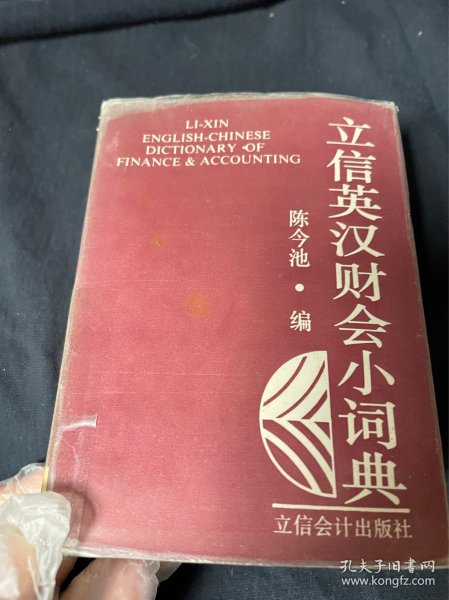 LI-XIN
ENGLISH-CHINESE
DICTIONARY OF
FINANCE & ACCOUNTING
立信英汉财会小词典
陈今池·编
立信会计出版社
孔夫子旧书网
www.kongfz.com